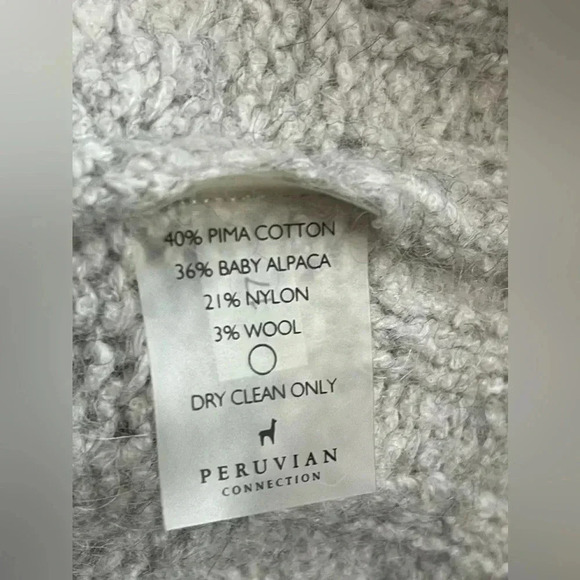 40% PIMA COTTON
36% BABY ALPACA
21% NYLON
3% WOOL
DRY CLEAN ONLY
PERUVIAN
CONNECTION